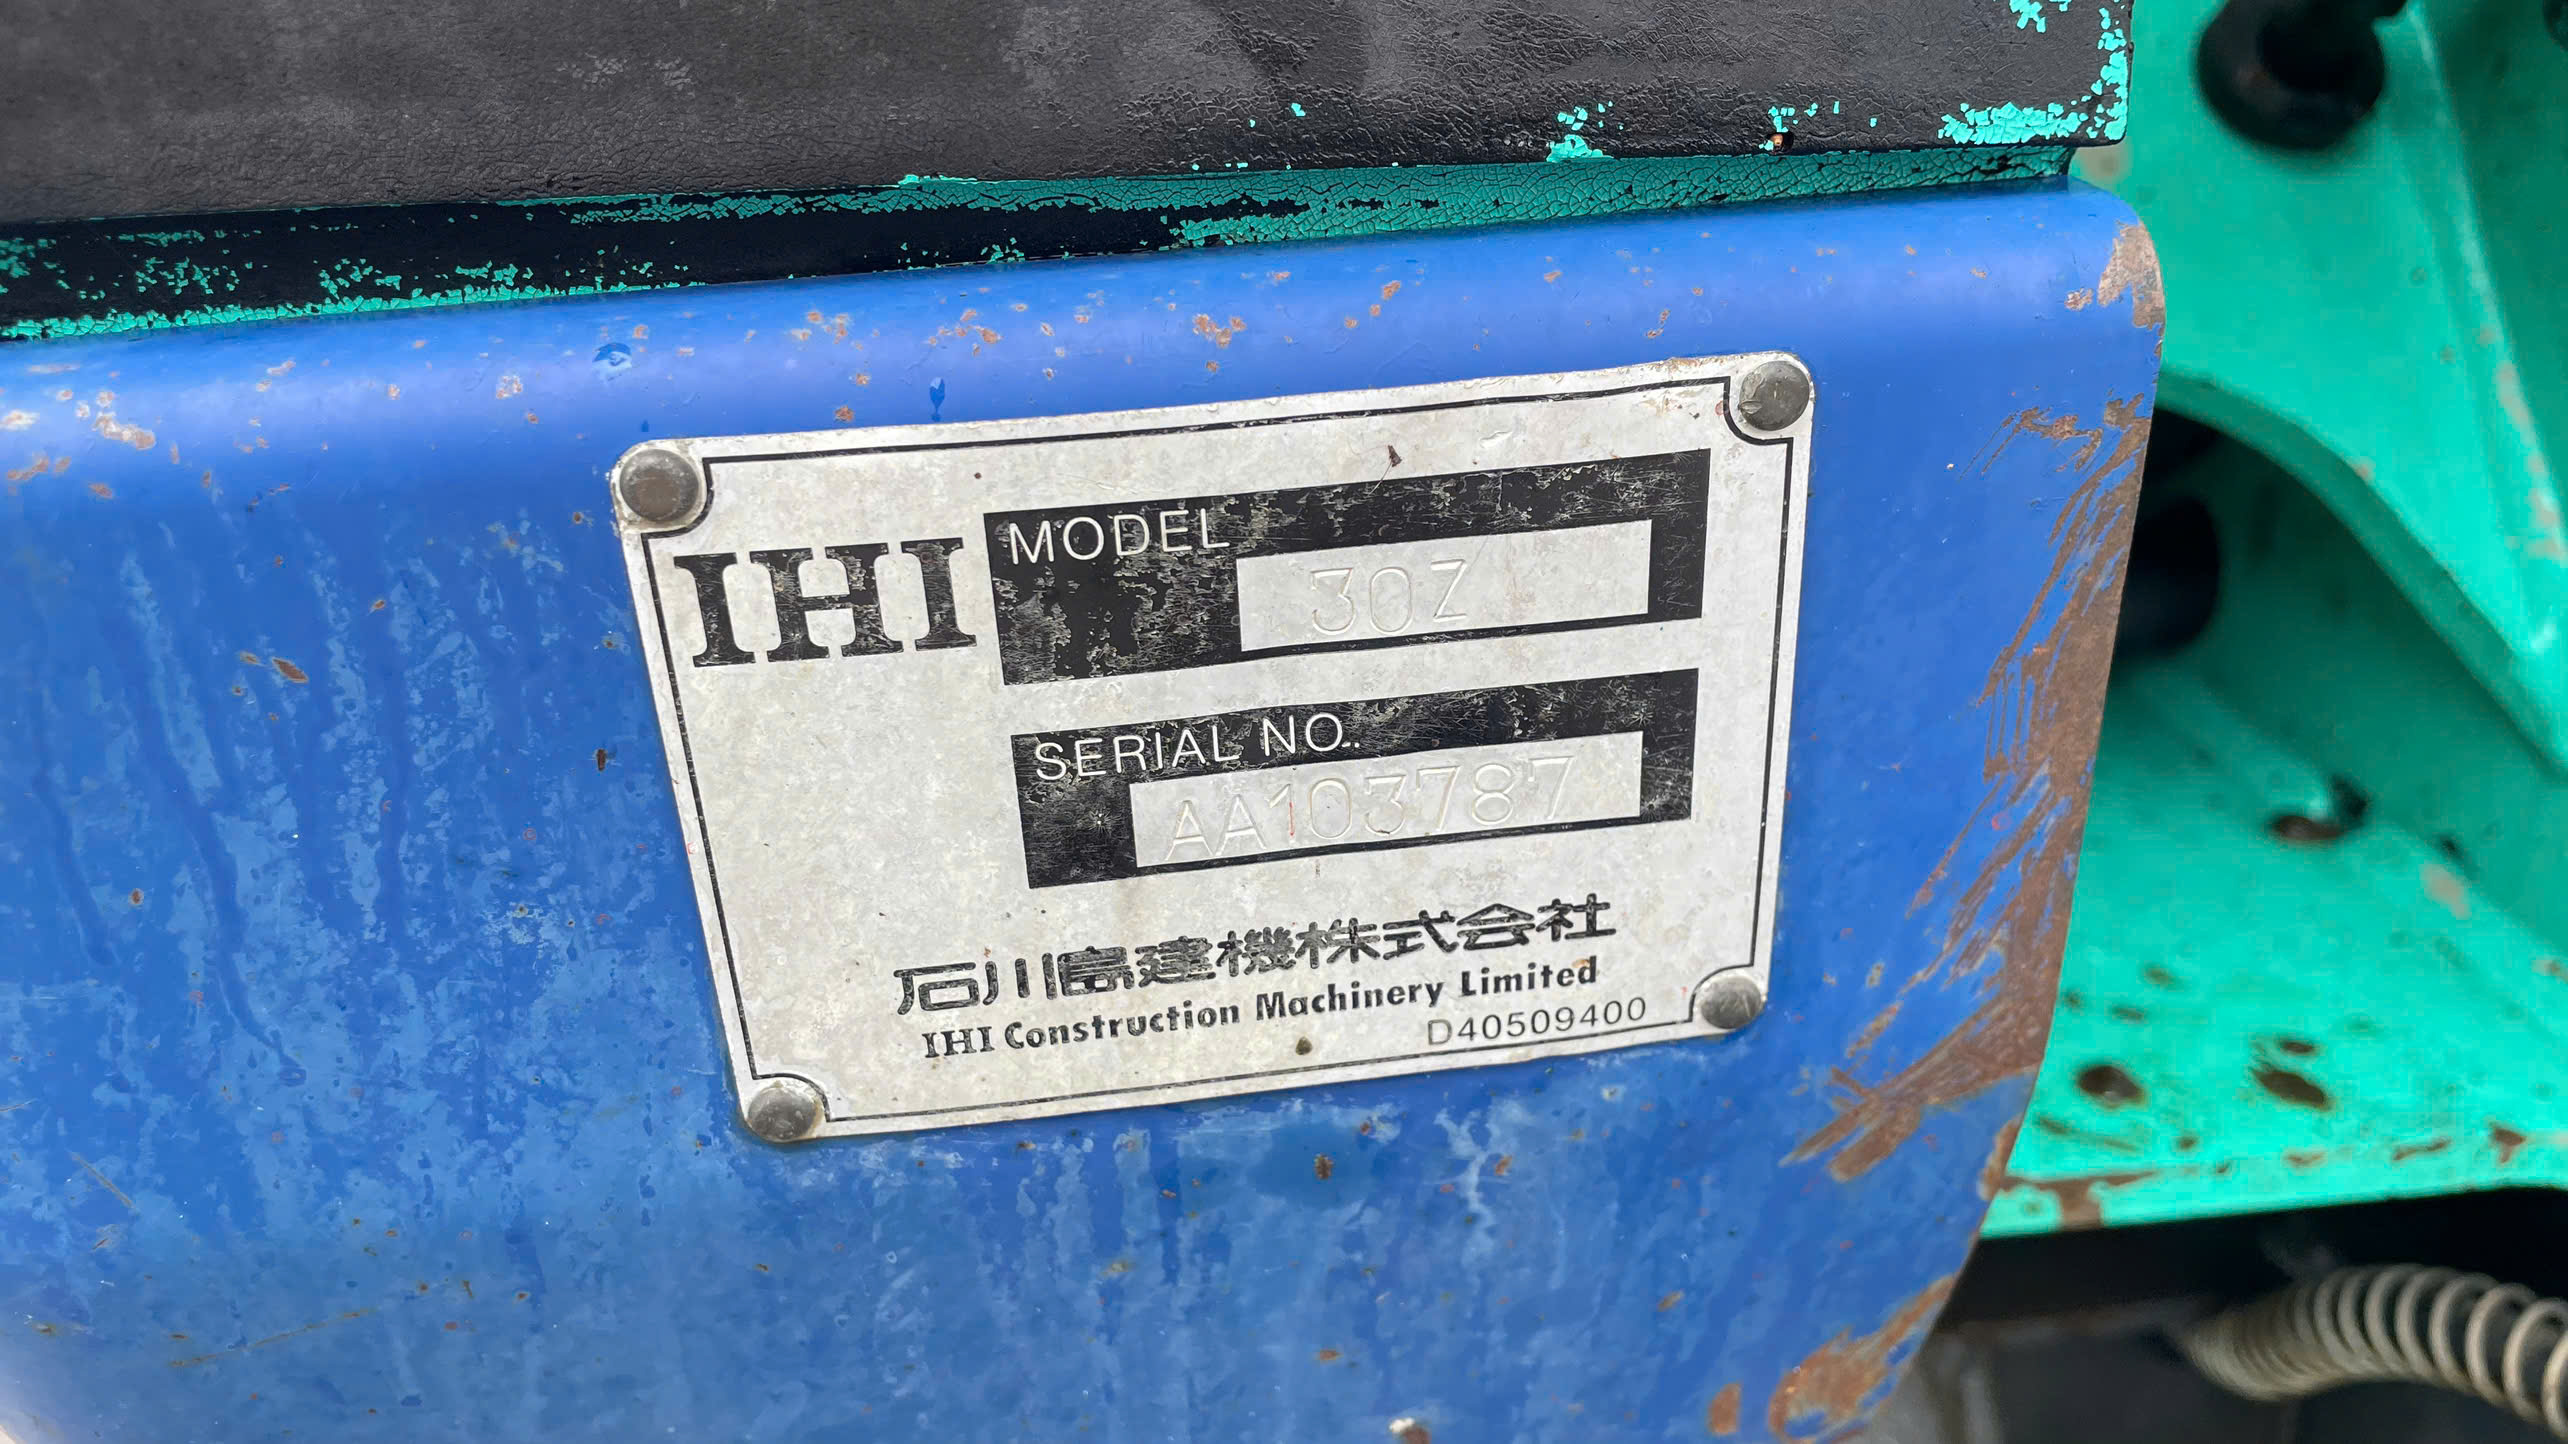 IHI
MODEL
30Z
SERIAL NO.
AA103787
石川島建機株式会社
IHI Construction Machinery Limited
D40509400